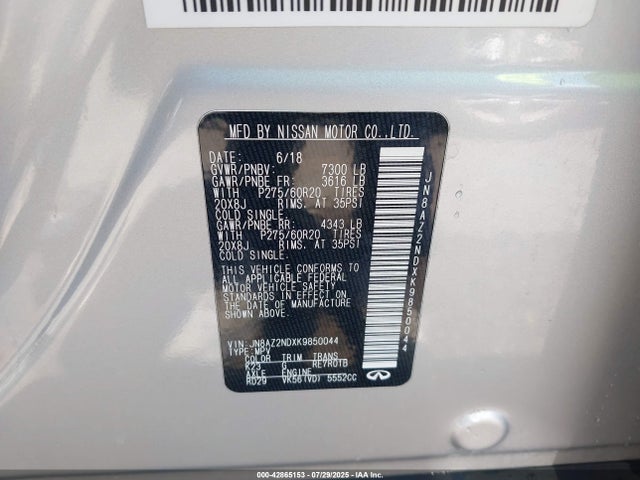 MFD BY NISSAN MOTOR CO.,LTD.
DATE: 6/18
GVWR/PNBV: 7300 LB
GAWR/PNBE FR: 3616 LB
WITH P275/60R20 TIRES
20X8J RIMS. AT 35PSI
COLD SINGLE.
GAWR/PNBE RR: 4343 LB
WITH P275/60R20 TIRES
20X8J RIMS. AT 35PSI
COLD SINGLE.
THIS VEHICLE CONFORMS TO
ALL APPLICABLE FEDERAL
MOTOR VEHICLE SAFETY
STANDARDS IN EFFECT ON
THE DATE OF MANUFACTURE
SHOWN ABOVE.
VIN: JN8AZ2NDXK9850044
TYPE: MPV
COLOR TRIM TRANS
K23 G RE7R01B
AXLE ENGINE
RD29 VK56(VD) 5552CC
JN8AZ2NDXK9850044
000-42865153 - 07/29/2025 - IAA Inc.